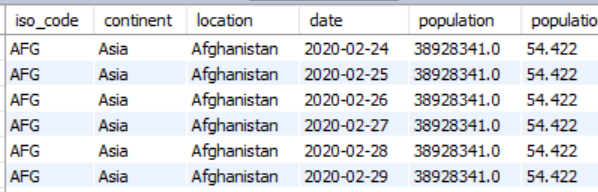 iso_code continent location date population populatio
AFG Asia Afghanistan 2020-02-24 38928341.0 54.422
AFG Asia Afghanistan 2020-02-25 38928341.0 54.422
AFG Asia Afghanistan 2020-02-26 38928341.0 54.422
AFG Asia Afghanistan 2020-02-27 38928341.0 54.422
AFG Asia Afghanistan 2020-02-28 38928341.0 54.422
AFG Asia Afghanistan 2020-02-29 38928341.0 54.422